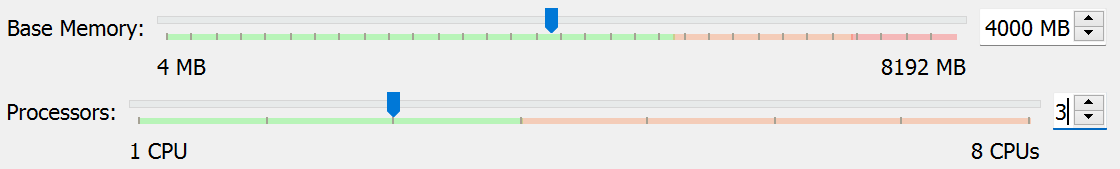 Base Memory: 4000 MB
4 MB 8192 MB
Processors: 3
1 CPU 8 CPUs